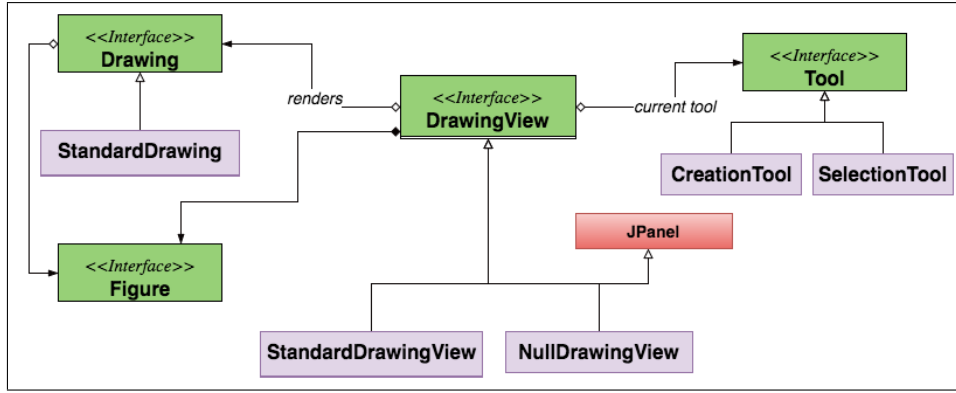 <<Interface>>
Drawing
renders
<<Interface>>
DrawingView
current tool
<<Interface>>
Tool
StandardDrawing
CreationTool
SelectionTool
JPanel
<<Interface>>
Figure
StandardDrawingView
NullDrawingView